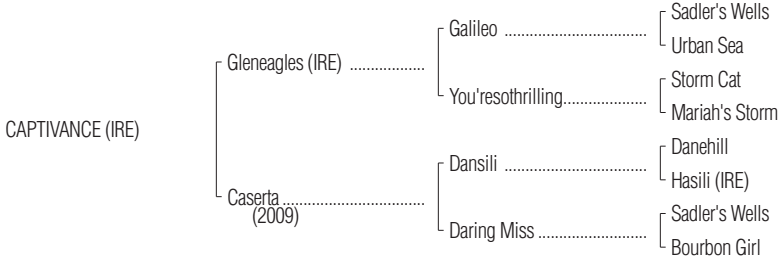 Sadler's Wells
Galileo ..................................
Urban Sea
Gleneagles (IRE) ..................
Storm Cat
You'resothrilling....................
Mariah's Storm
CAPTIVANCE (IRE)
Danehill
Dansili ..................................
Hasili (IRE)
Caserta ..................................
(2009)
Sadler's Wells
Daring Miss ..........................
Bourbon Girl